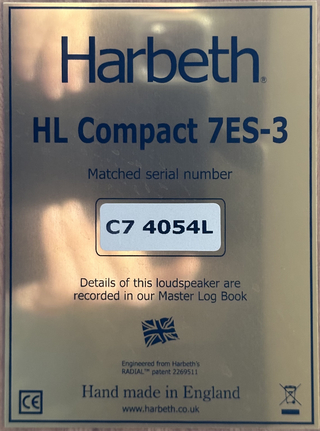 Harbeth®
HL Compact 7ES-3
Matched serial number
C7 4054L
Details of this loudspeaker are
recorded in our Master Log Book
Engineered from Harbeth's
RADIAL™ patent 2269511
Hand made in England
www.harbeth.co.uk
CE